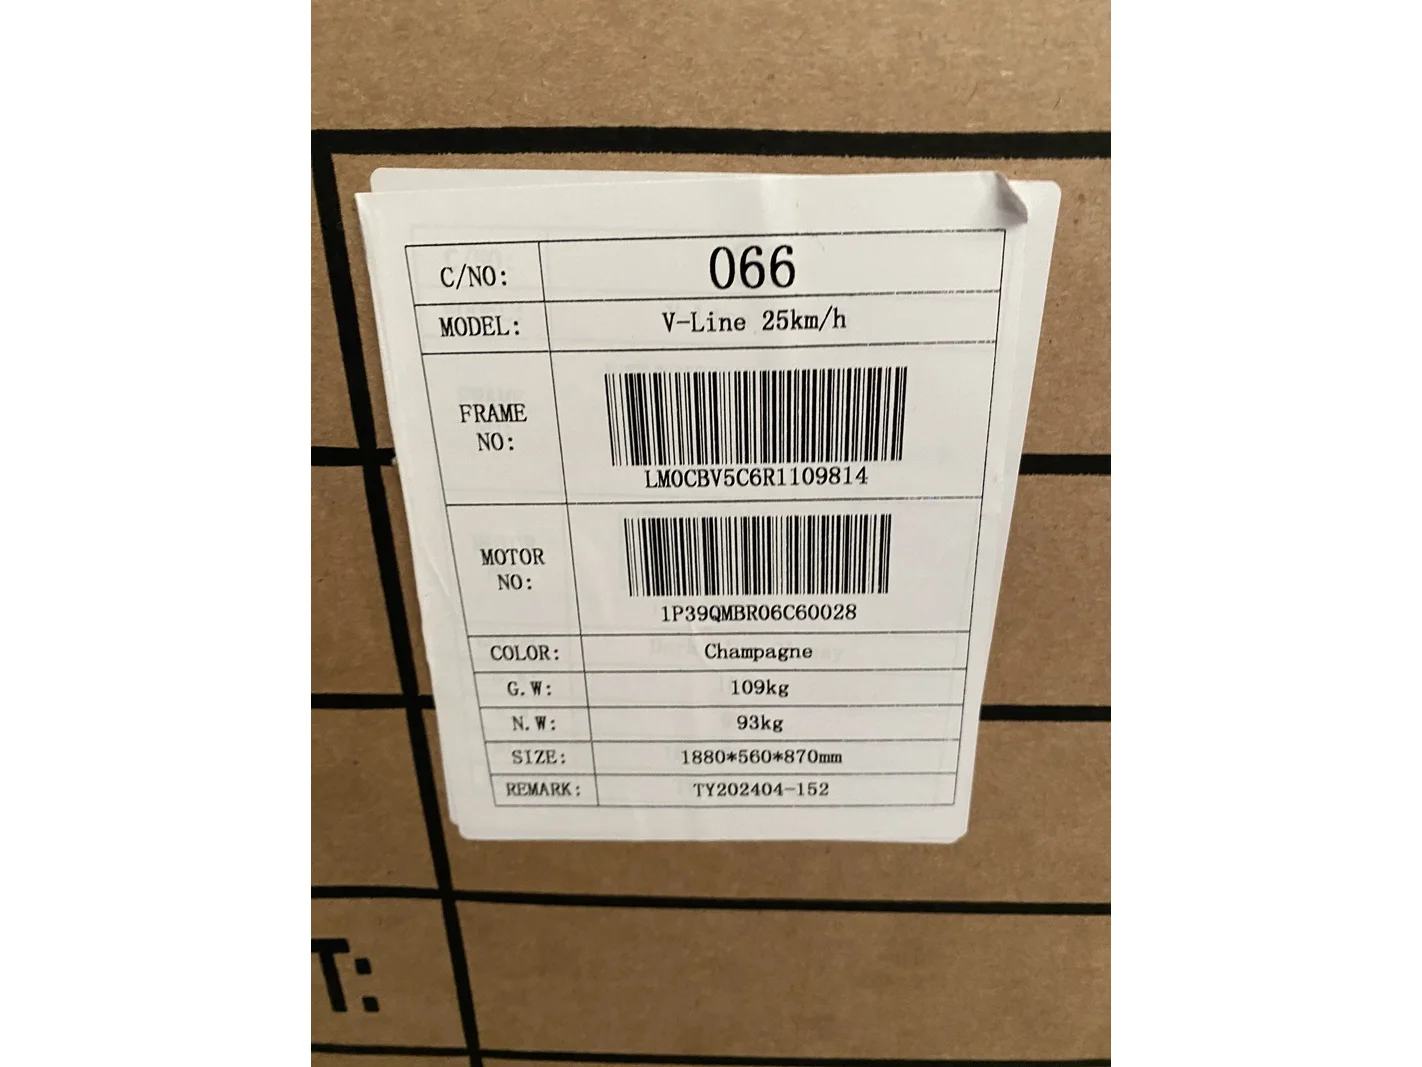 C/NO: 066
MODEL: V-Line 25km/h
FRAME NO:
LM0CBV5C6R1109814
MOTOR NO:
1P39QMBR06C60028
COLOR: Champagne
G.W: 109kg
N.W: 93kg
SIZE: 1880*560*870mm
REMARK: TY202404-152
T: